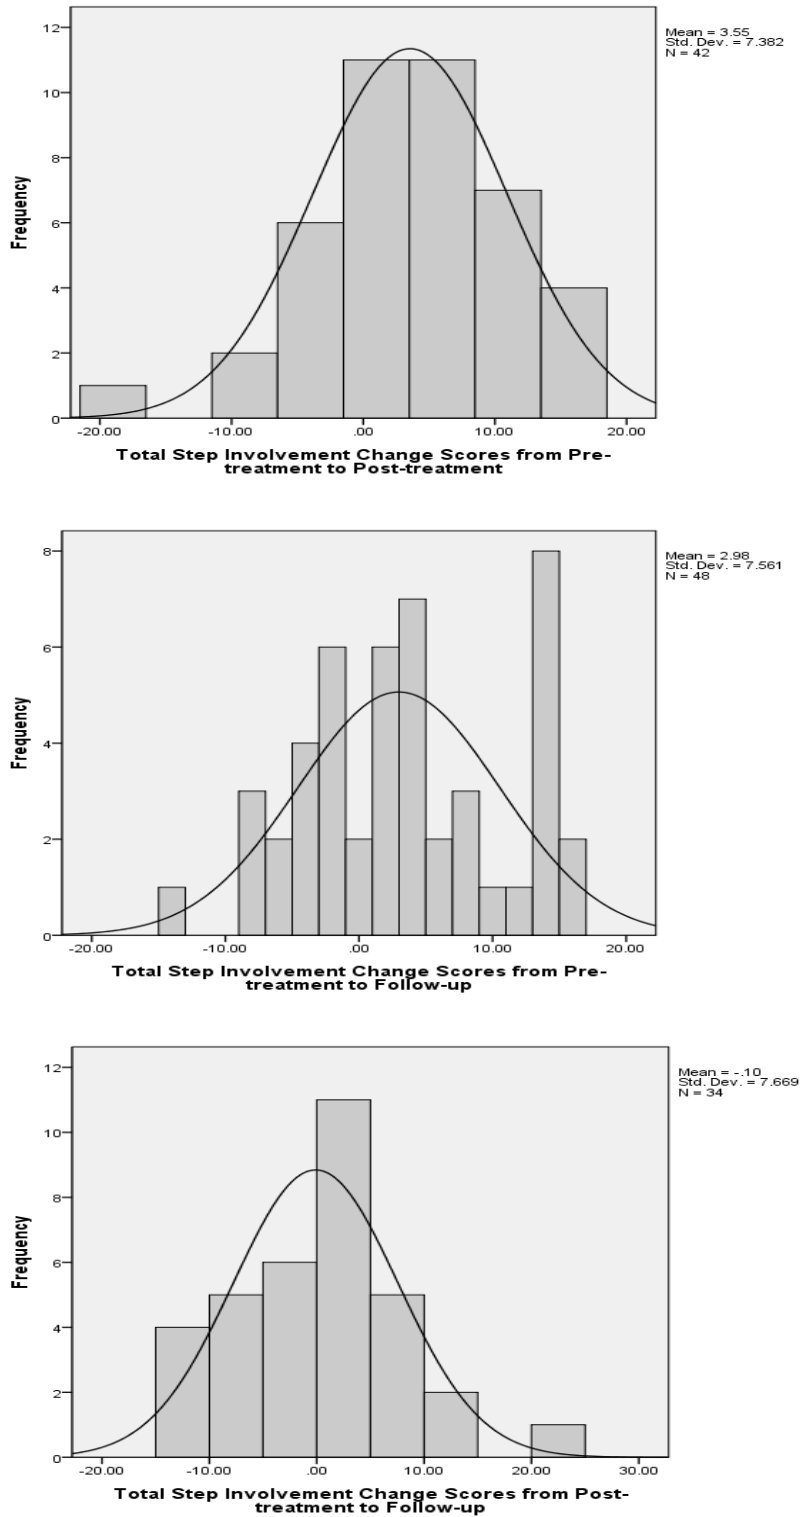 12
10
8
6
4
2
0
Frequency
-20.00 -10.00 .00 10.00 20.00
Total Step Involvement Change Scores from Pre-
treatment to Post-treatment
Mean = 3.55
Std. Dev. = 7.382
N = 42
8
6
4
2
0
Frequency
-20.00 -10.00 .00 10.00 20.00
Total Step Involvement Change Scores from Pre-
treatment to Follow-up
Mean = 2.98
Std. Dev. = 7.561
N = 48
12
10
8
6
4
2
0
Frequency
-20.00 -10.00 .00 10.00 20.00 30.00
Total Step Involvement Change Scores from Post-
treatment to Follow-up
Mean = -.10
Std. Dev. = 7.669
N = 34